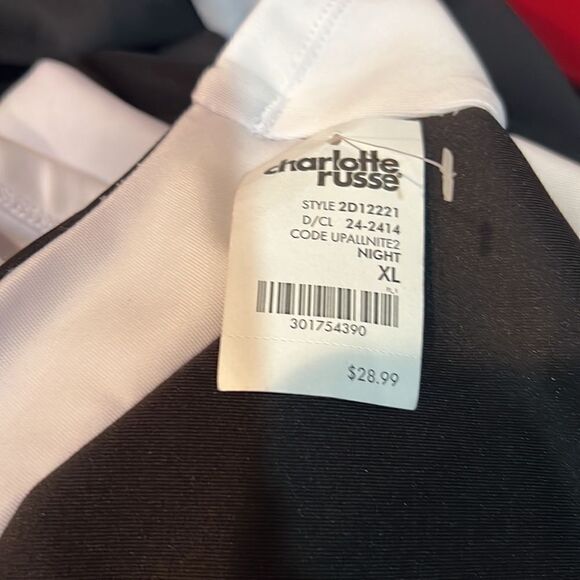 charlotte
russe
STYLE 2D12221
D/CL 24-2414
CODE UPALLNITE2
NIGHT
XL
301754390
$28.99